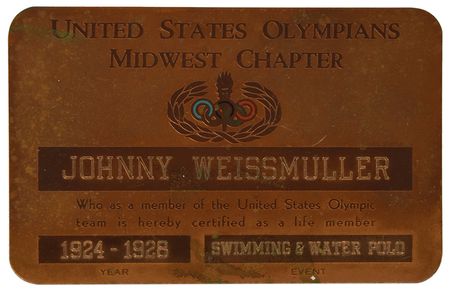 UNITED STATES OLYMPIANS
MIDWEST CHAPTER
JOHNNY WEISSMULLER
Who as a member of the United States Olympic
team is hereby certified as a life member
1924 - 1928 SWIMMING & WATER POLO
YEAR EVENT